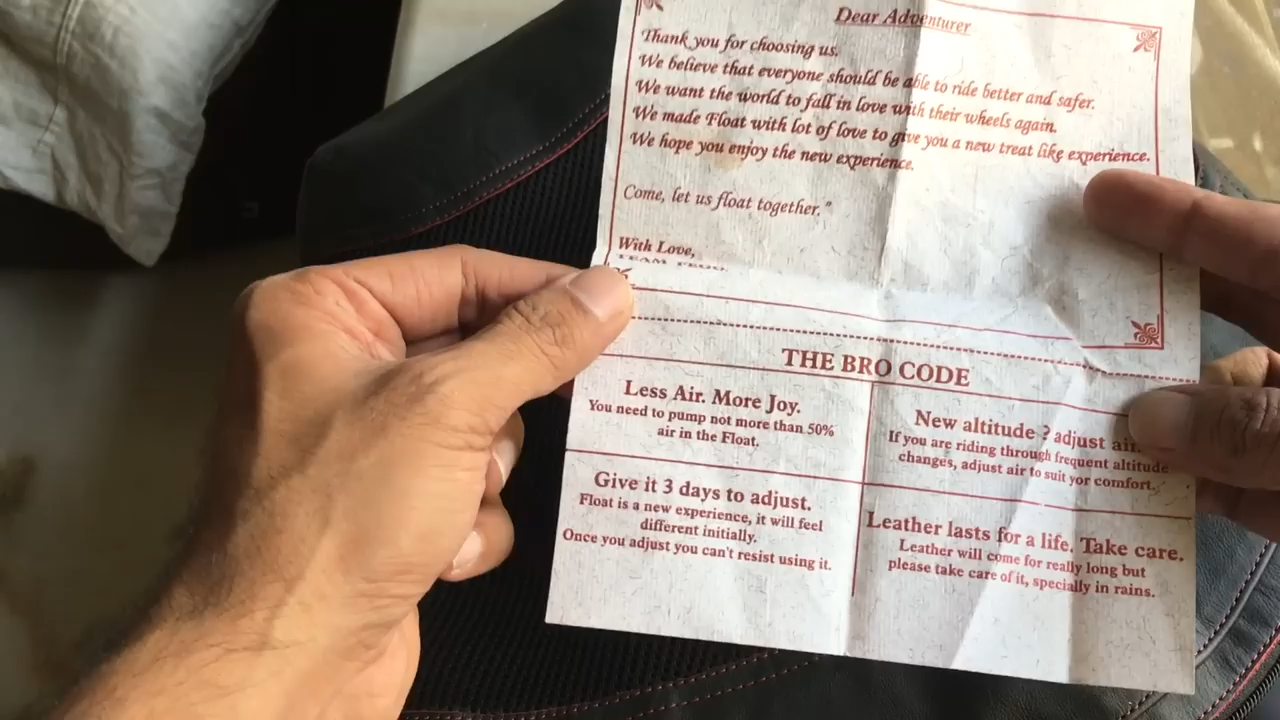 Dear Adventurer
Thank you for choosing us.
We believe that everyone should be able to ride better and safer.
We want the world to fall in love with their wheels again.
We made Float with lot of love to give you a new treat like experience.
We hope you enjoy the new experience.
Come, let us float together."
With Love,
TEAM
THE BRO CODE
Less Air. More Joy.
You need to pump not more than 50%
air in the Float.
New altitude ? adjust air.
If you are riding through frequent altitude
changes, adjust air to suit yor comfort.
Give it 3 days to adjust.
Float is a new experience, it will feel
different initially.
Once you adjust you can't resist using it.
Leather lasts for a life. Take care.
Leather will come for really long but
please take care of it, specially in rains.